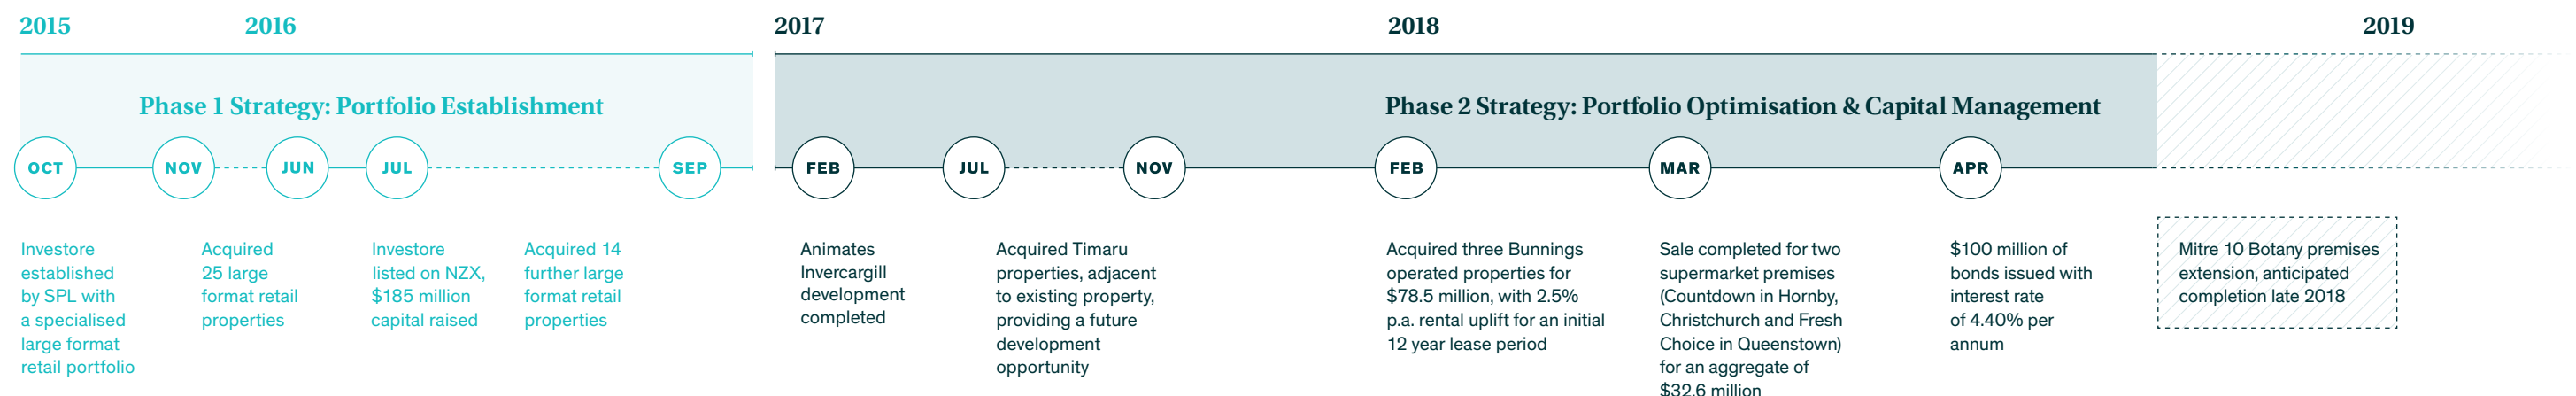 2015
2016
2017
2018
2019
Phase 1 Strategy: Portfolio Establishment
Phase 2 Strategy: Portfolio Optimisation & Capital Management
OCT
NOV
JUN
JUL
SEP
FEB
JUL
NOV
FEB
MAR
APR
Investore
established
by SPL with
a specialised
large format
retail portfolio
Acquired
25 large
format retail
properties
Investore
listed on NZX,
$185 million
capital raised
Acquired 14
further large
format retail
properties
Animates
Invercargill
development
completed
Acquired Timaru
properties, adjacent
to existing property,
providing a future
development
opportunity
Acquired three Bunnings
operated properties for
$78.5 million, with 2.5%
p.a. rental uplift for an initial
12 year lease period
Sale completed for two
supermarket premises
(Countdown in Hornby,
Christchurch and Fresh
Choice in Queenstown)
for an aggregate of
$32.6 million
$100 million of
bonds issued with
interest rate
of 4.40% per
annum
Mitre 10 Botany premises
extension, anticipated
completion late 2018